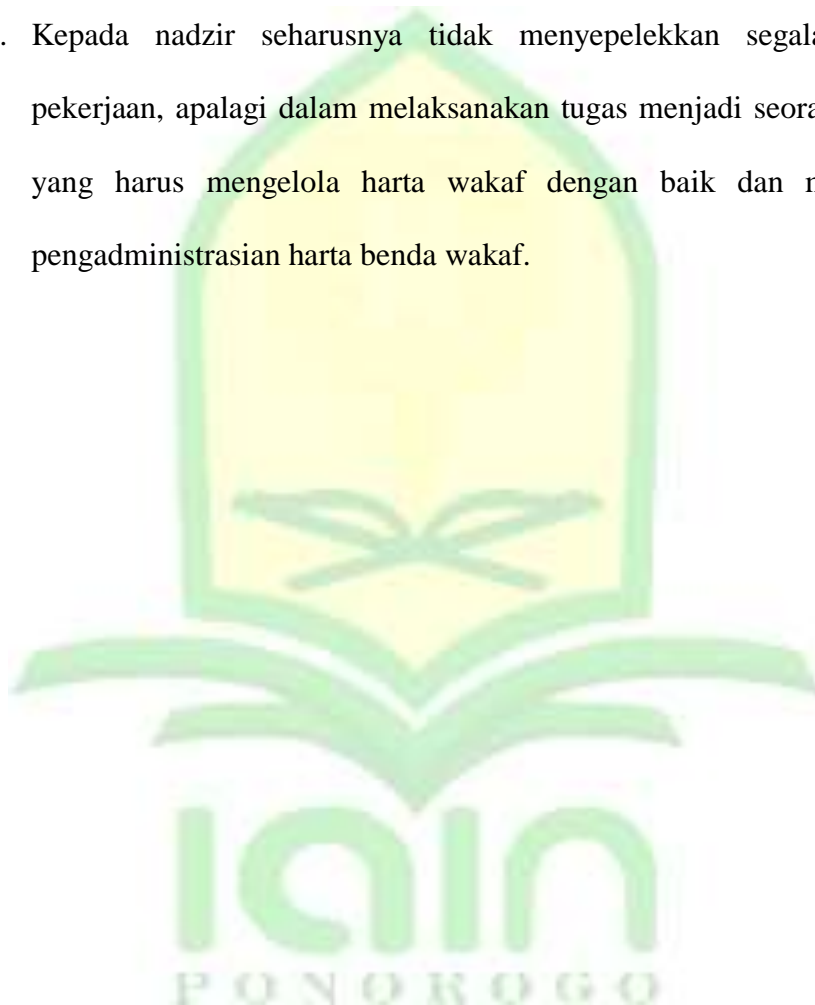 . Kepada nadzir seharusnya tidak menyepelekkan segala
pekerjaan, apalagi dalam melaksanakan tugas menjadi
yang harus mengelola harta wakaf dengan baik dan
pengadministrasian harta benda wakaf.
iain
PONOROGO